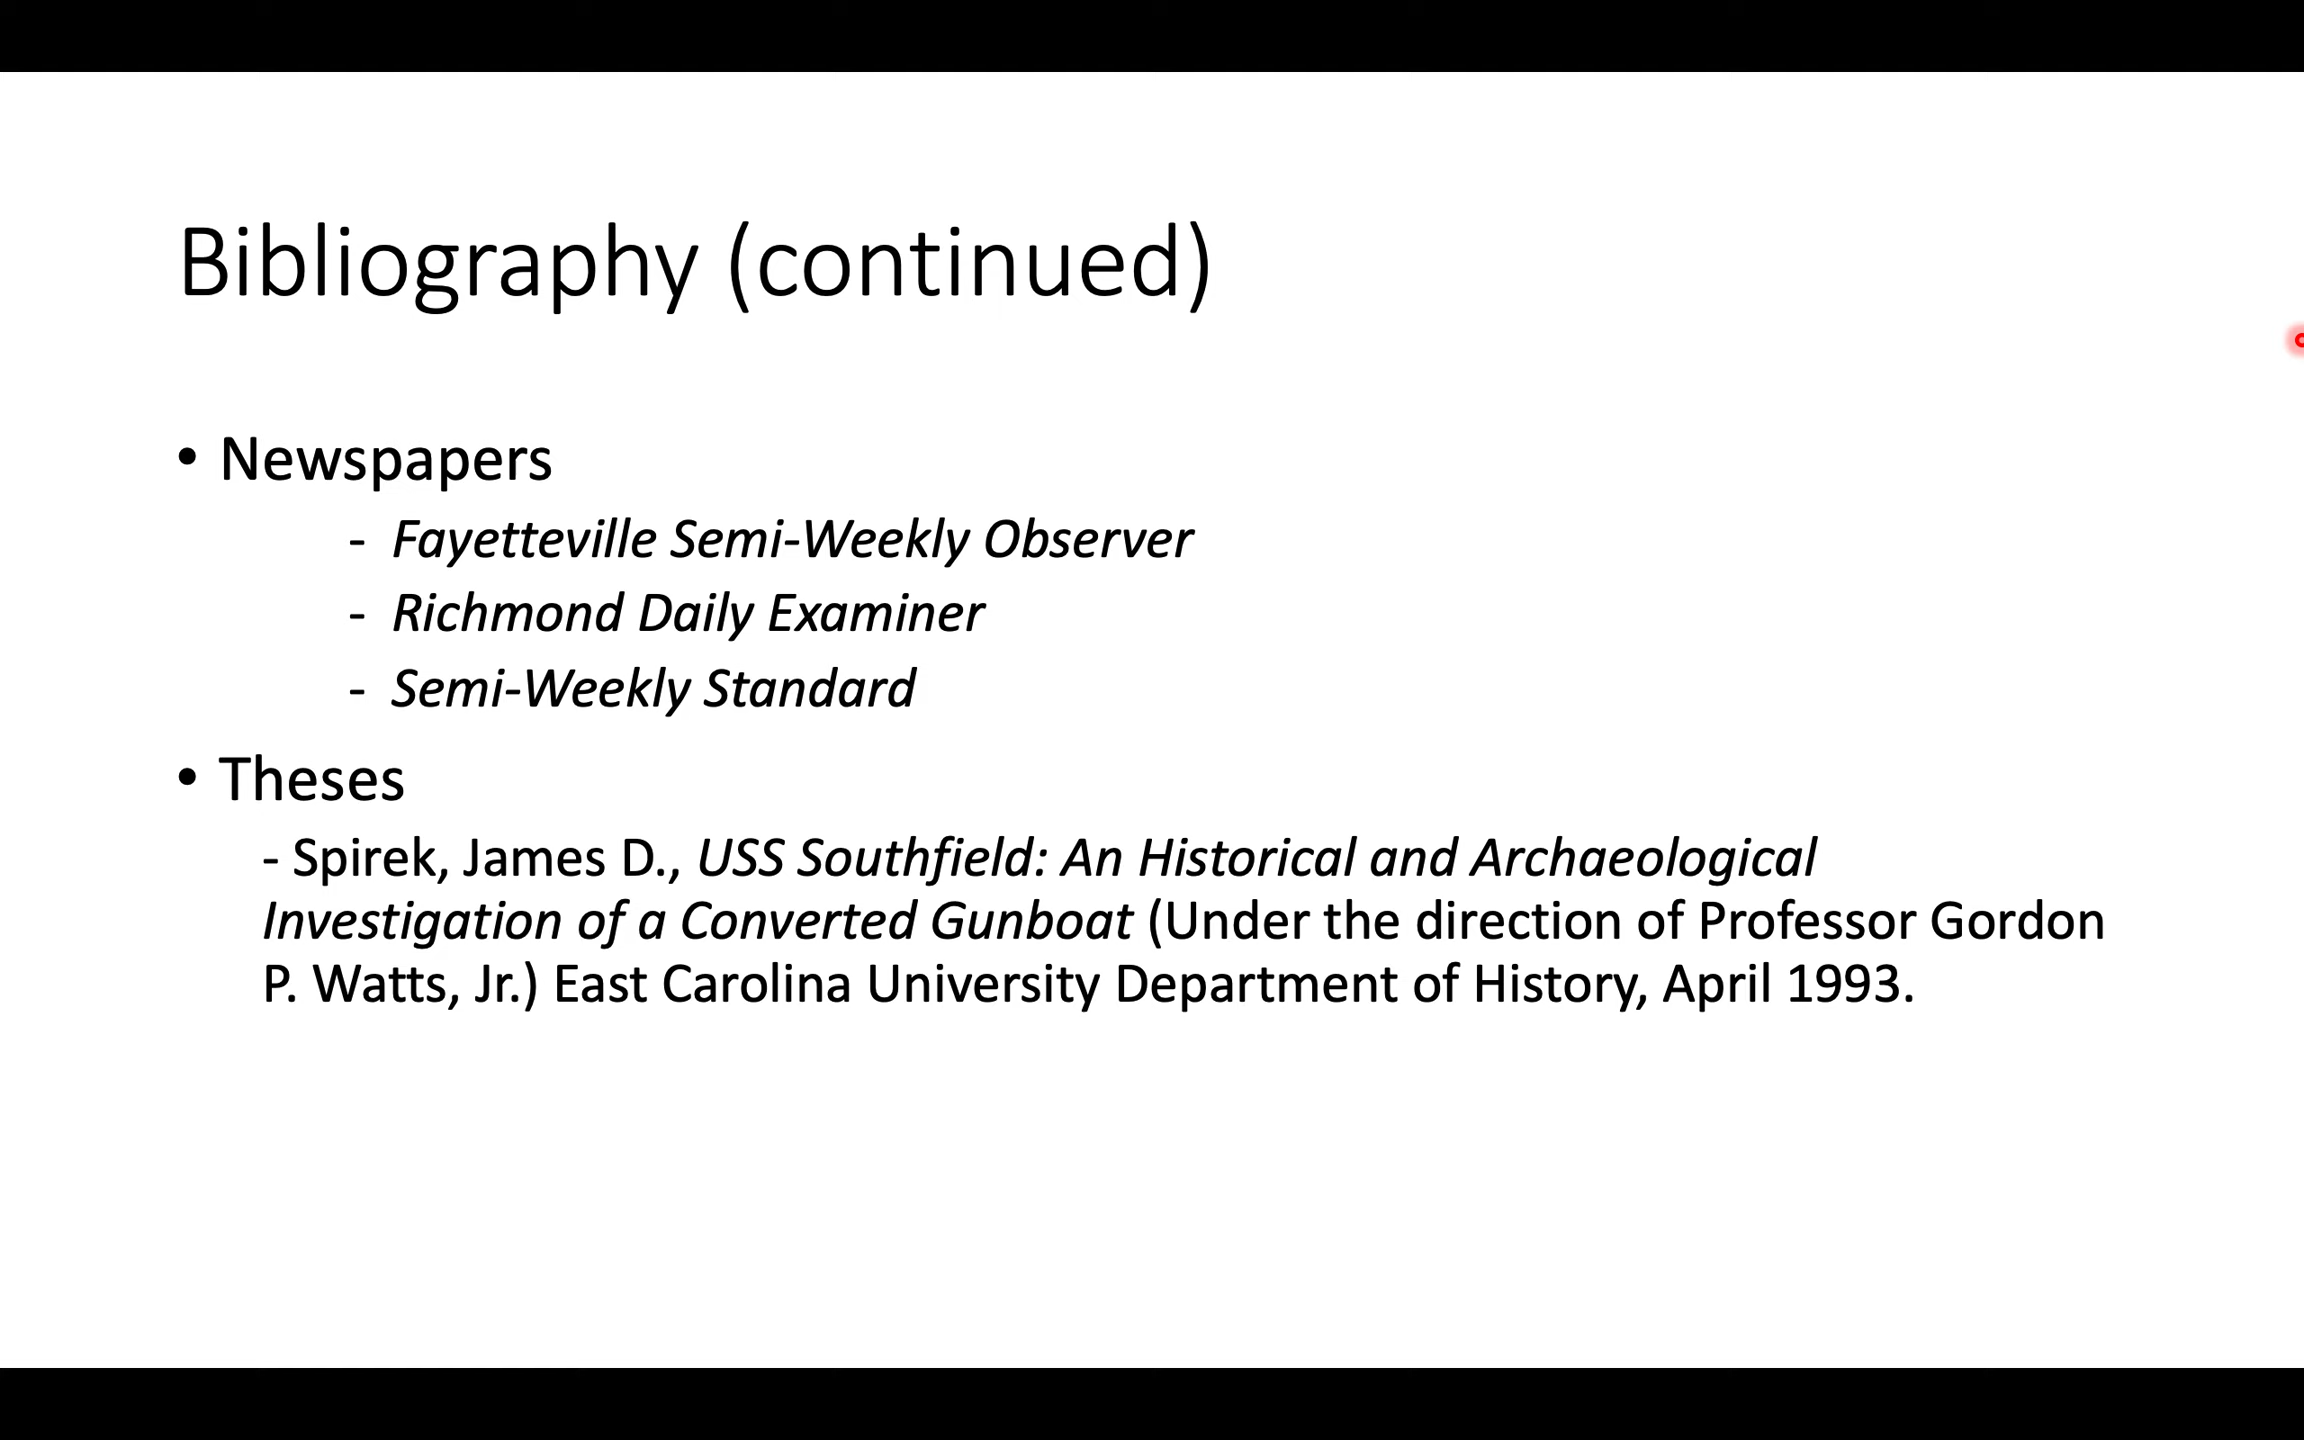 Bibliography (continued)
• Newspapers
- Fayetteville Semi-Weekly Observer
- Richmond Daily Examiner
- Semi-Weekly Standard
• Theses
- Spirek, James D., USS Southfield: An Historical and Archaeological
Investigation of a Converted Gunboat (Under the direction of Professor Gordon
P. Watts, Jr.) East Carolina University Department of History, April 1993.